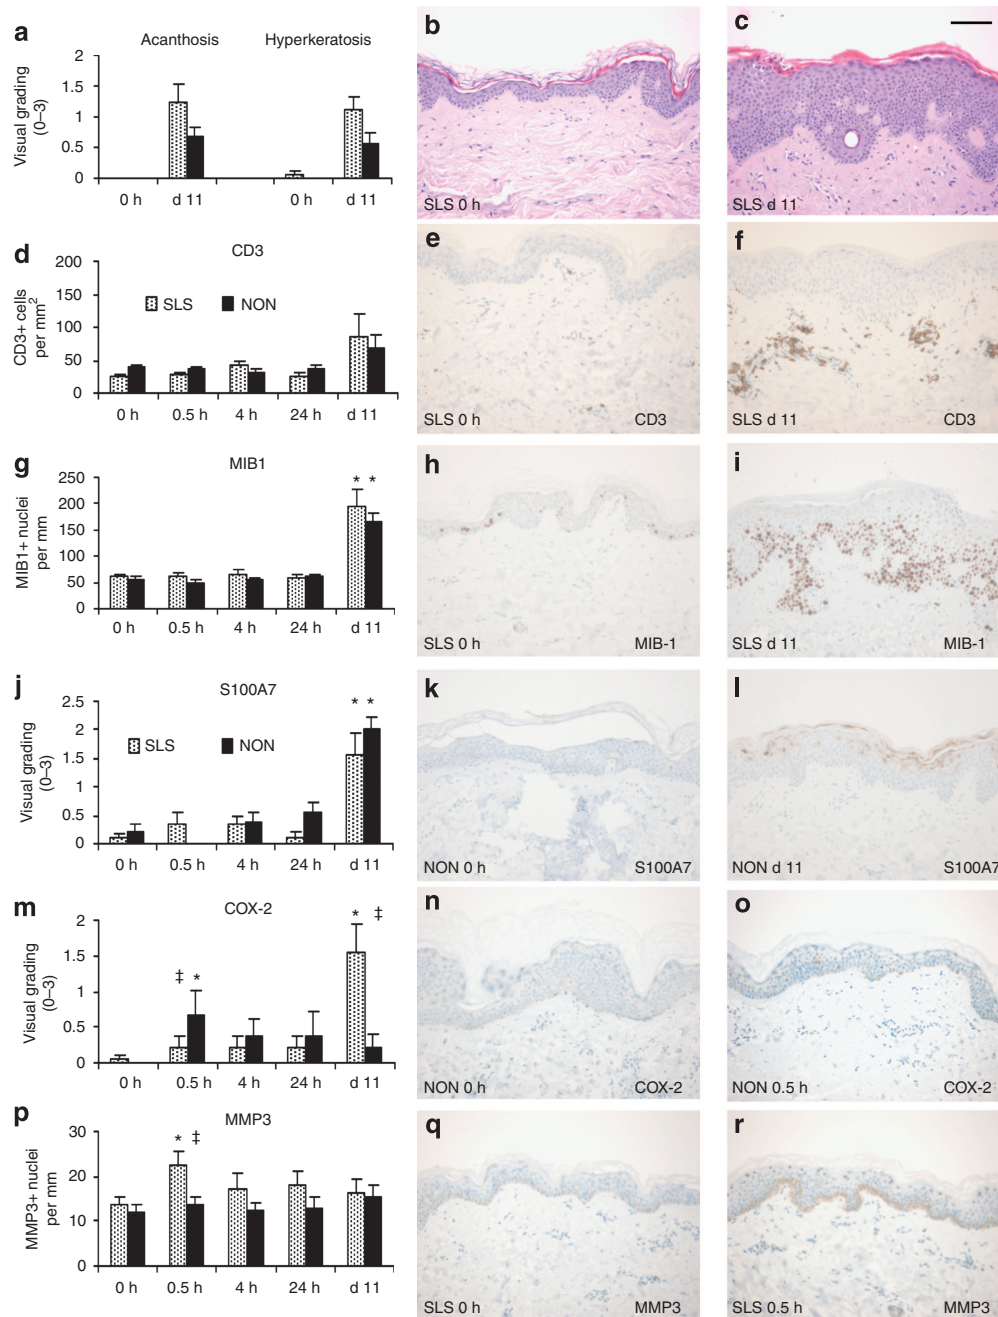 a
Acanthosis Hyperkeratosis
Visual grading
(0–3)
2
1.5
1
0.5
0
0 h d 11 0 h d 11
b
SLS 0 h
c
SLS d 11
d
CD3
CD3+ cells
per mm2
200
150
100
50
0
SLS NON
0 h 0.5 h 4 h 24 h d 11
e
SLS 0 h CD3
f
SLS d 11 CD3
g
MIB1
MIB1+ nuclei
per mm
250
200
150
100
50
0
* *
0 h 0.5 h 4 h 24 h d 11
h
SLS 0 h MIB-1
i
SLS d 11 MIB-1
j
S100A7
Visual grading
(0–3)
2.5
2
1.5
1
0.5
0
SLS NON
* *
0 h 0.5 h 4 h 24 h d 11
k
NON 0 h S100A7
l
NON d 11 S100A7
m
COX-2
Visual grading
(0–3)
2
1.5
1
0.5
0
‡ * * ‡
0 h 0.5 h 4 h 24 h d 11
n
NON 0 h COX-2
o
NON 0.5 h COX-2
p
MMP3
MMP3+ nuclei
per mm
30
20
10
0
* ‡
0 h 0.5 h 4 h 24 h d 11
q
SLS 0 h MMP3
r
SLS 0.5 h MMP3